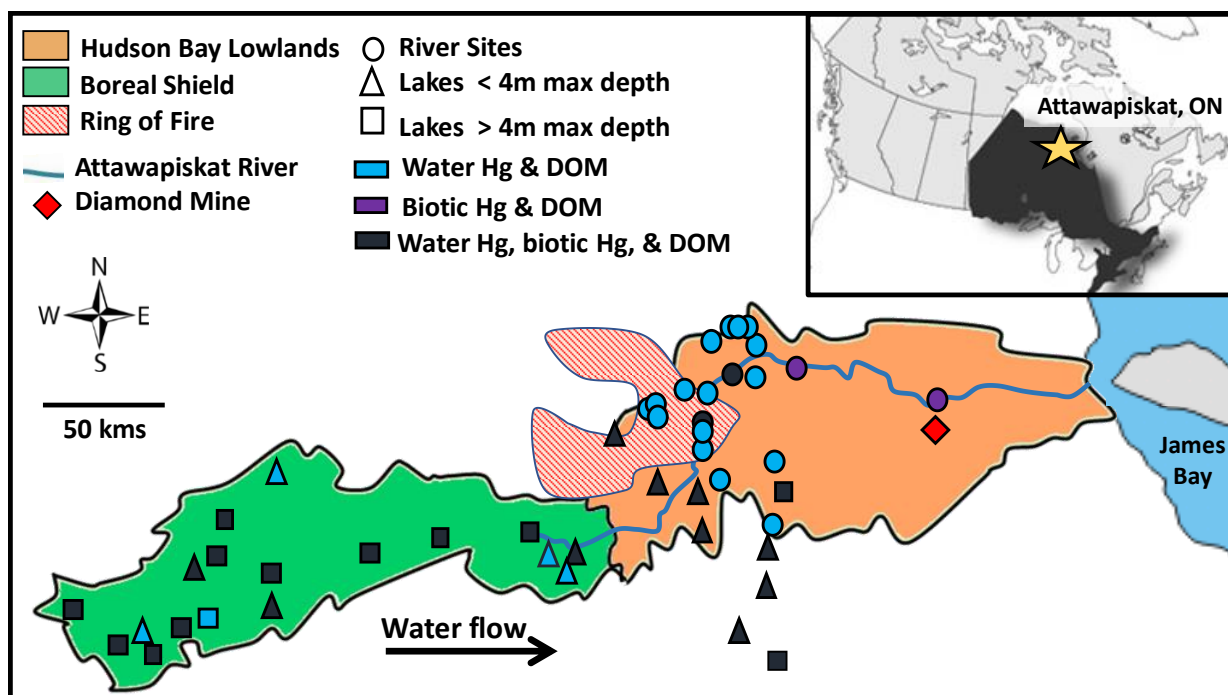 Hudson Bay Lowlands
Boreal Shield
Ring of Fire
Attawapiskat River
Diamond Mine
River Sites
Lakes < 4m max depth
Lakes > 4m max depth
Water Hg & DOM
Biotic Hg & DOM
Water Hg, biotic Hg, & DOM
Attawapiskat, ON
N
W E
S
50 kms
James
Bay
Water flow